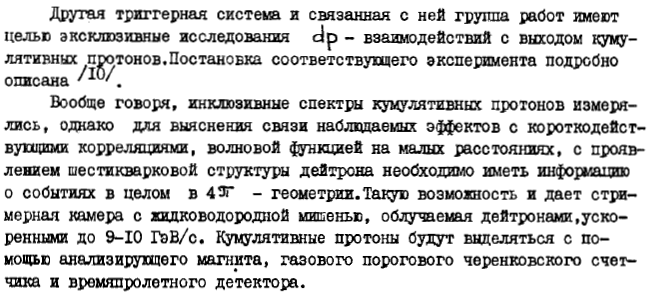 Другая триггерная система и связанная с ней группа работ имеют
целью эксклюзивные исследования dp - взаимодействий с выходом куму-
лятивных протонов.Постановка соответствующего эксперимента подробно
описана /10/.
Вообще говоря, инклюзивные спектры кумулятивных протонов измеря-
лись, однако для выяснения связи наблюдаемых эффектов с короткодейст-
вующими корреляциями, волновой функцией на малых расстояниях, с прояв-
лением шестикварковой структуры дейтрона необходимо иметь информацию
о событиях в целом в 4π - геометрии.Такую возможность и дает стри-
мерная камера с жидководородной мишенью, облучаемая дейтронами,уско-
ренными до 9-10 ГэВ/с. Кумулятивные протоны будут выделяться с по-
мощью анализирующего магнита, газового порогового черенковского счет-
чика и времяпролетного детектора.